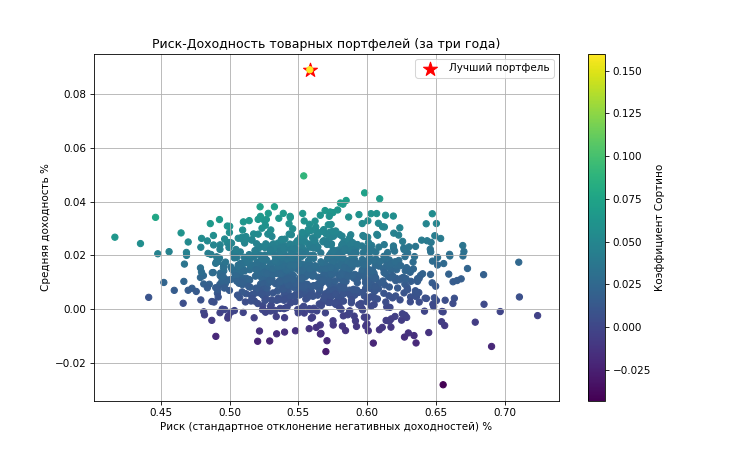 Риск-Доходность товарных портфелей (за три года)
Лучший портфель
Средняя доходность %
0.08
0.06
0.04
0.02
0.00
−0.02
0.45 0.50 0.55 0.60 0.65 0.70
Риск (стандартное отклонение негативных доходностей) %
0.150
0.125
0.100
0.075
0.050
0.025
0.000
−0.025
Коэффициент Сортино